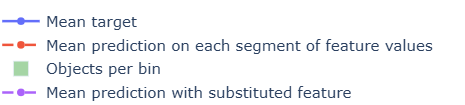 Mean target
Mean prediction on each segment of feature values
Objects per bin
Mean prediction with substituted feature